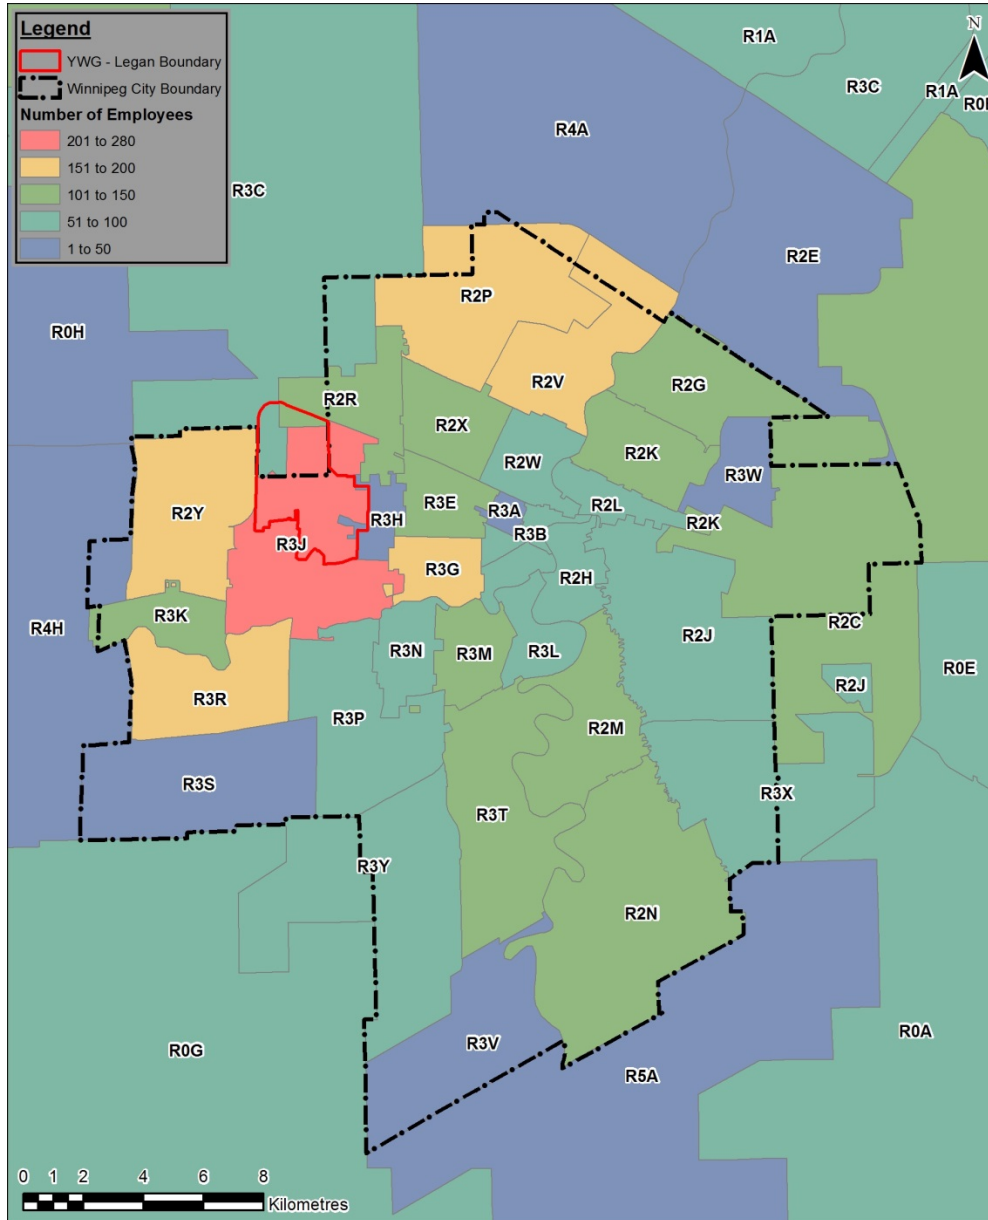 Legend
YWG - Legan Boundary
Winnipeg City Boundary
Number of Employees
201 to 280
151 to 200
101 to 150
51 to 100
1 to 50
N
R1A
R3C
R1A
R4A
R3C
R2E
R2P
R0H
R2V
R2G
R2R
R2X
R2K
R2W
R3W
R3E
R2L
R2Y
R3A
R3H
R2K
R3B
R3J
R3G
R2H
R3K
R2C
R4H
R2J
R3N
R3M
R3L
R0E
R2J
R3R
R3P
R2M
R3S
R3X
R3T
R3Y
R2N
R0A
R3V
R0G
R5A
0 1 2 4 6 8
Kilometres